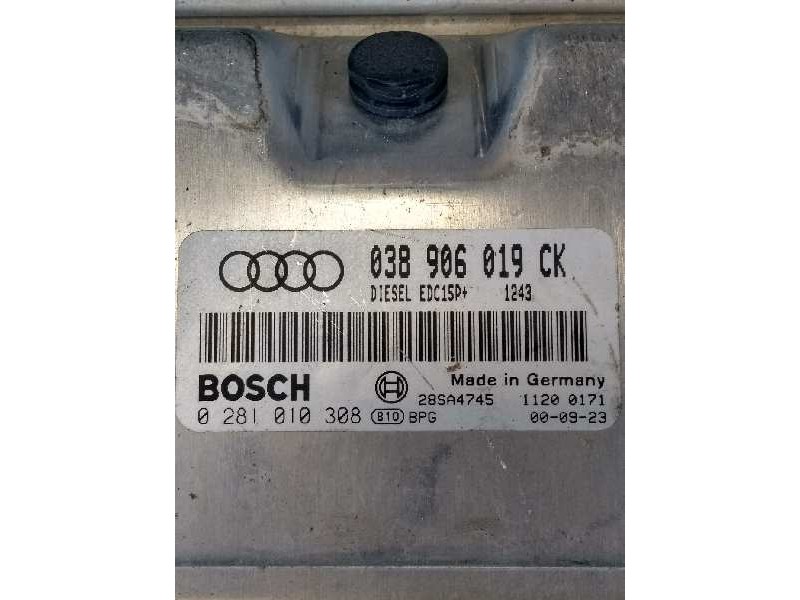 038 906 019 CK
DIESEL EDC15P+ 1243
BOSCH
Made in Germany
28SA4745 1120 0171
0 281 010 308 B10 BPG 00-09-23